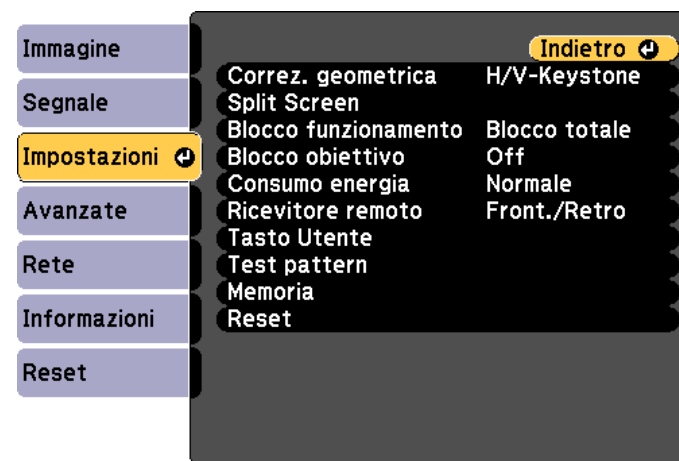 Immagine
Segnale
Impostazioni
Avanzate
Rete
Informazioni
Reset
Indietro
Correz. geometrica H/V-Keystone
Split Screen
Blocco funzionamento Blocco totale
Blocco obiettivo Off
Consumo energia Normale
Ricevitore remoto Front./Retro
Tasto Utente
Test pattern
Memoria
Reset